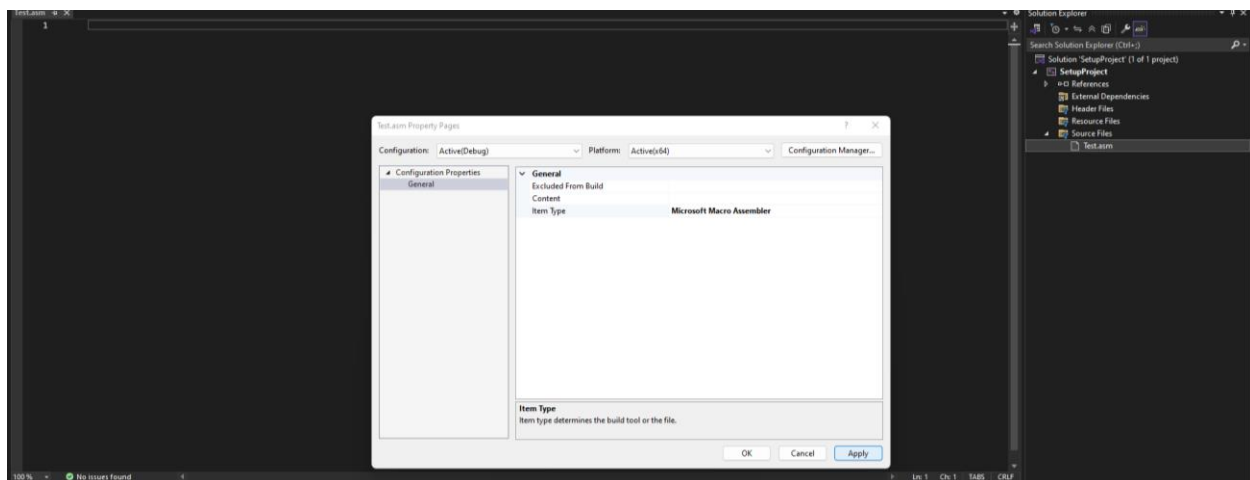 Test.asm
1
Test.asm Property Pages
?
Configuration: Active(Debug) Platform: Active(x64) Configuration Manager...
Configuration Properties
General
General
Excluded From Build
Content
Item Type Microsoft Macro Assembler
Item Type
Item type determines the build tool or the file.
OK Cancel Apply
100 % No issues found Ln: 1 Ch: 1 TABS CRLF
Solution Explorer
Search Solution Explorer (Ctrl+;)
Solution 'SetupProject' (1 of 1 project)
SetupProject
References
External Dependencies
Header Files
Resource Files
Source Files
Test.asm